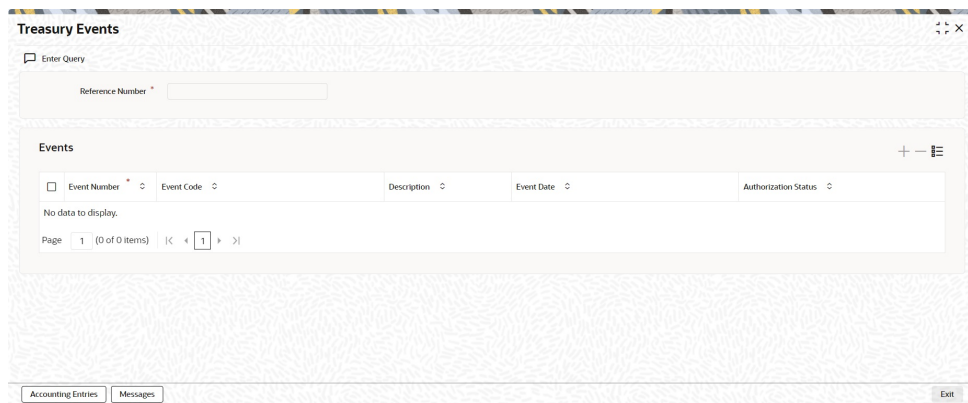 Treasury Events
Enter Query
Reference Number *
Events
Event Number * Event Code Description Event Date Authorization Status
No data to display.
Page 1 (0 of 0 items) 1
Accounting Entries Messages Exit